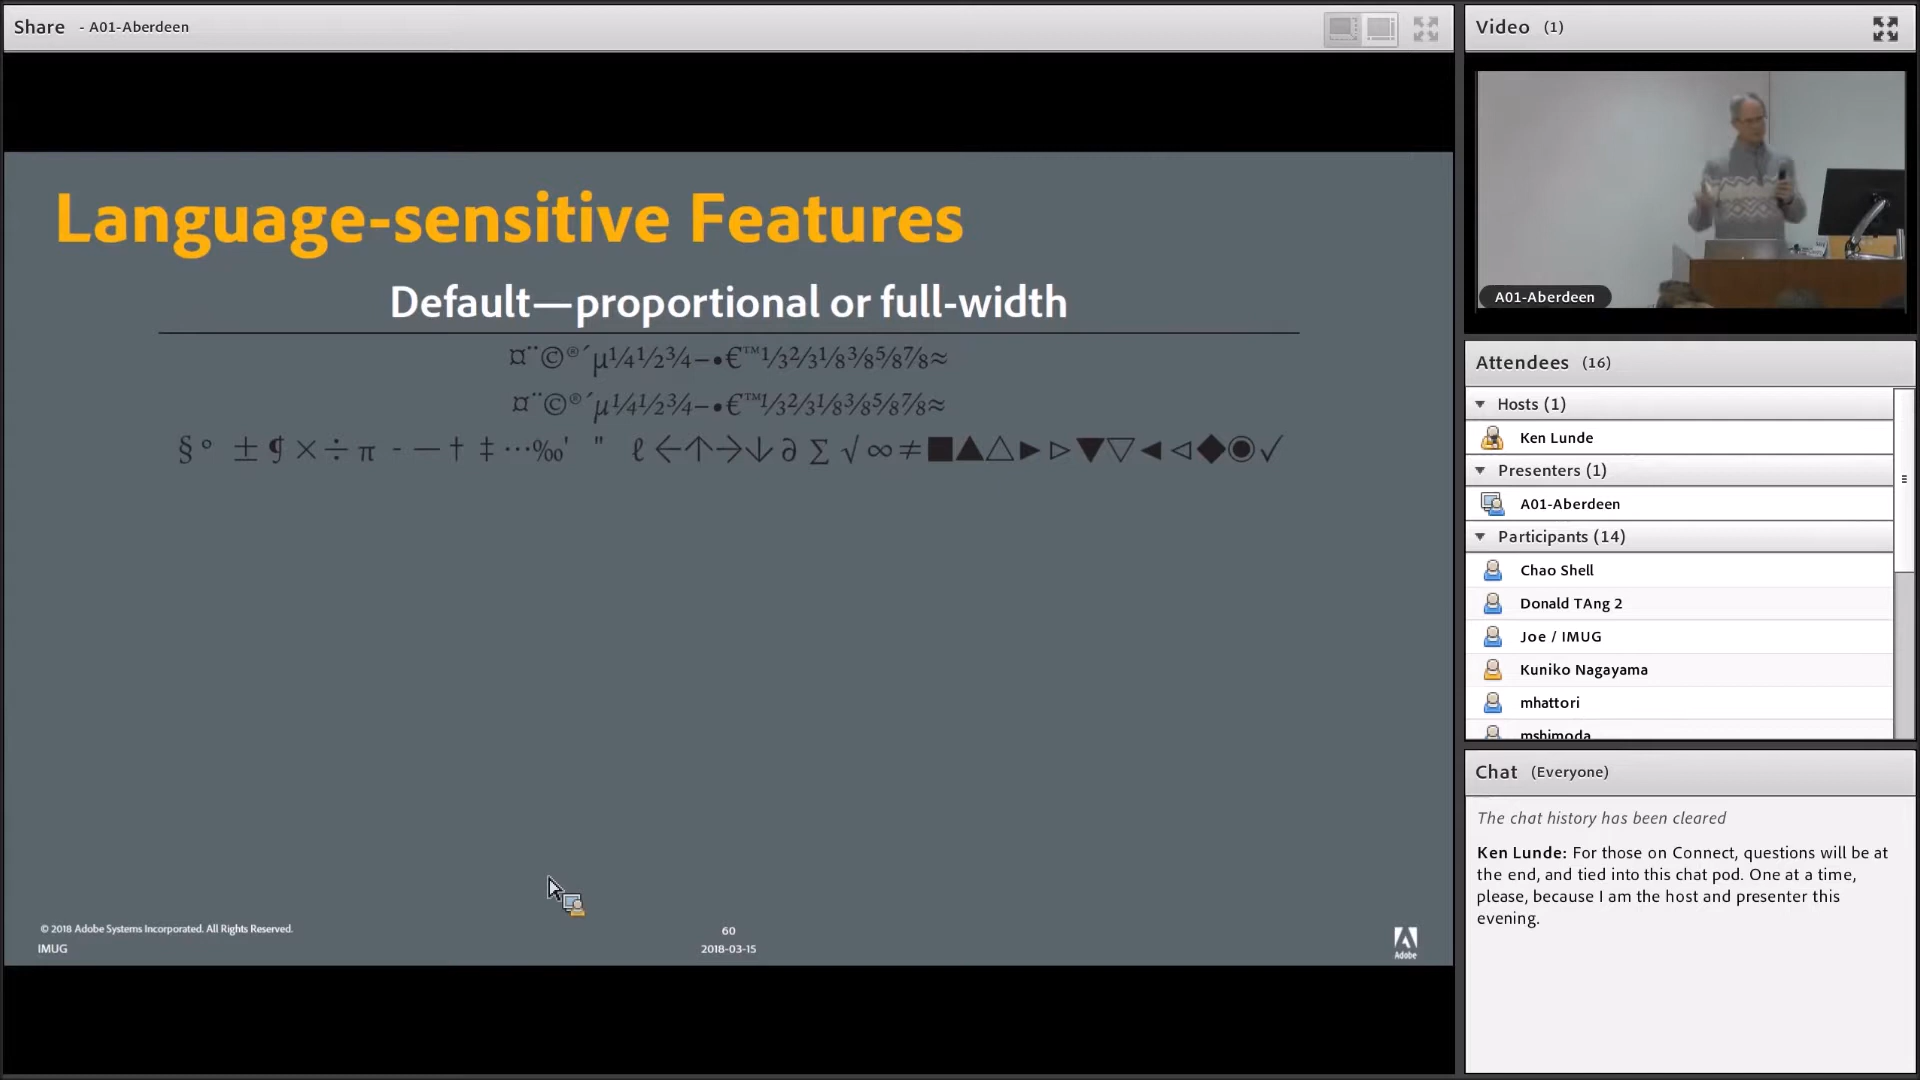 Share - A01-Aberdeen
Language-sensitive Features
Default—proportional or full-width
¤¨©®´µ¼½¾–•€™⅓⅔⅛⅜⅝⅞≈
¤¨©®´µ¼½¾–•€™⅓⅔⅛⅜⅝⅞≈
§° ±¶×÷π - — † ‡ …‰′ ″ ℓ←↑→↓∂∑√∞≠■▲△▶▷▼▽◀◁◆◉✓
© 2018 Adobe Systems Incorporated. All Rights Reserved.
IMUG
60
2018-03-15
Adobe
Video (1)
A01-Aberdeen
Attendees (16)
Hosts (1)
Ken Lunde
Presenters (1)
A01-Aberdeen
Participants (14)
Chao Shell
Donald TAng 2
Joe / IMUG
Kuniko Nagayama
mhattori
mshimoda
Chat (Everyone)
The chat history has been cleared
Ken Lunde: For those on Connect, questions will be at
the end, and tied into this chat pod. One at a time,
please, because I am the host and presenter this
evening.